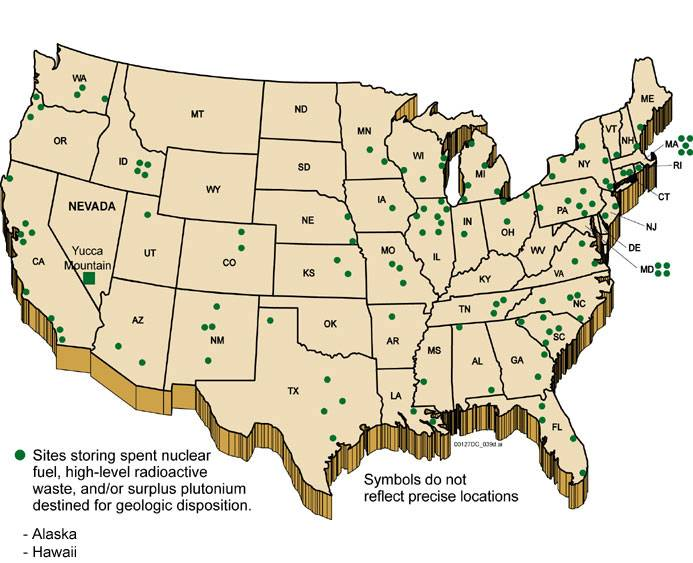 WA
MT
ND
MN
ME
VT
NH
MA
OR
ID
SD
WI
MI
NY
RI
WY
CT
NEVADA
IA
PA
NE
NJ
UT
IN
OH
DE
Yucca
Mountain
CO
IL
WV
MD
CA
KS
MO
VA
KY
NC
TN
AZ
NM
OK
AR
SC
MS
AL
GA
TX
LA
FL
00127DC_039d.ai
Sites storing spent nuclear
fuel, high-level radioactive
waste, and/or surplus plutonium
destined for geologic disposition.
Symbols do not
reflect precise locations
- Alaska
- Hawaii